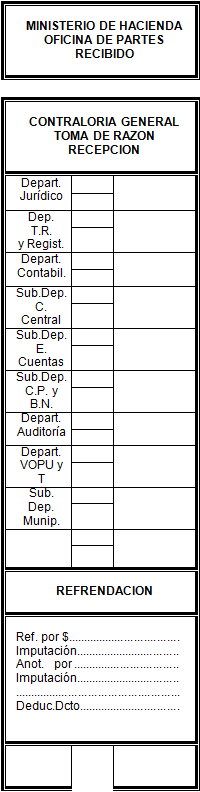 MINISTERIO DE HACIENDA
OFICINA DE PARTES
RECIBIDO
CONTRALORIA GENERAL
TOMA DE RAZON
RECEPCION
Depart.
Jurídico
Dep.
T.R.
y Regist.
Depart.
Contabil.
Sub.Dep.
C.
Central
Sub.Dep.
E.
Cuentas
Sub.Dep.
C.P. y
B.N.
Depart.
Auditoría
Depart.
VOPU y
T
Sub.
Dep.
Munip.
REFRENDACION
Ref. por $.................................
Imputación...............................
Anot. por ...............................
Imputación...............................
.................................................
Deduc.Dcto..............................